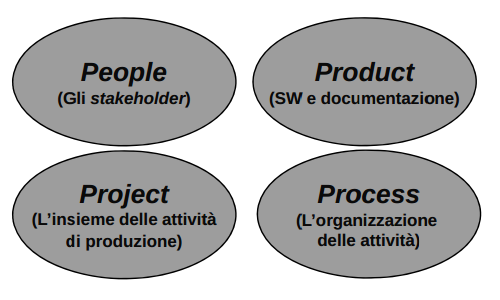 People
(Gli stakeholder)
Product
(SW e documentazione)
Project
(L'insieme delle attività
di produzione)
Process
(L'organizzazione
delle attività)